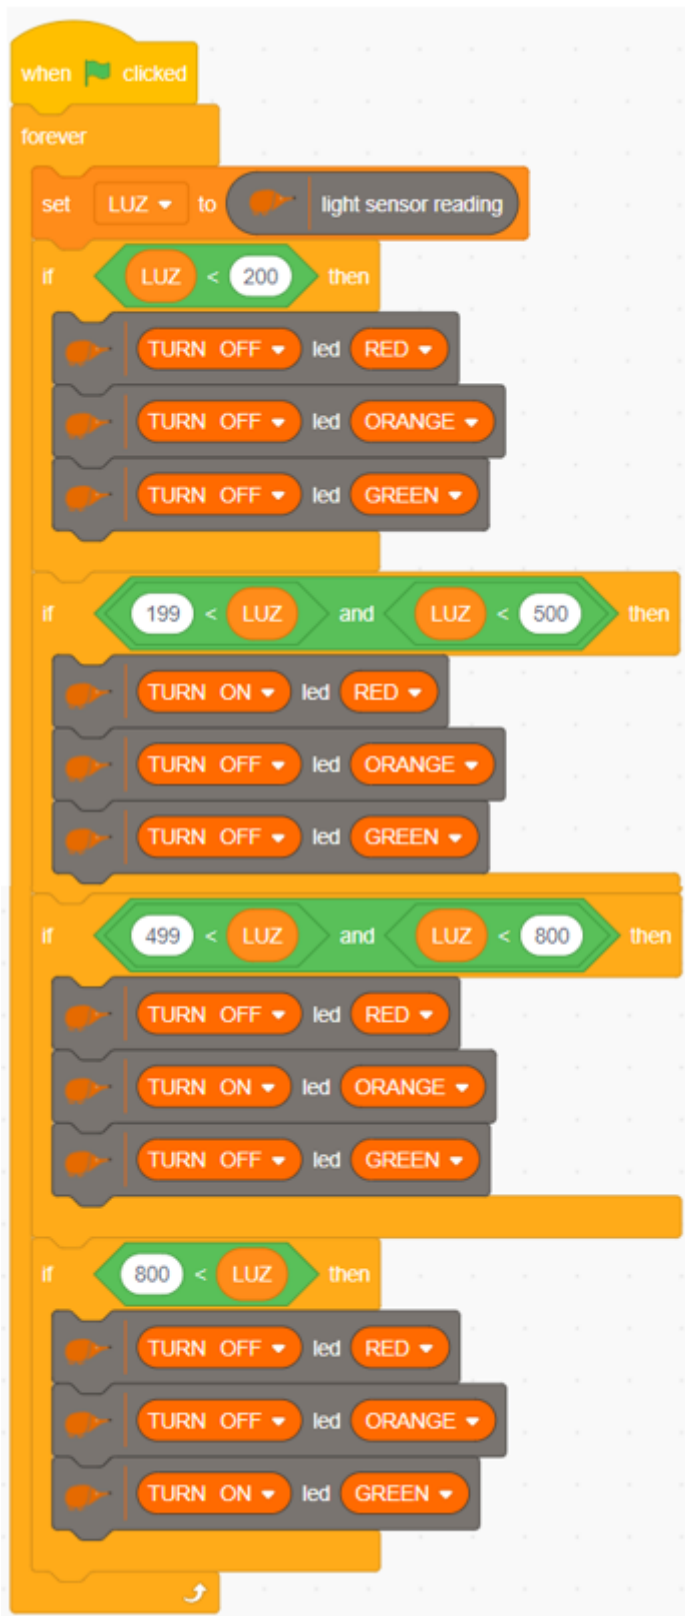 when clicked
forever
set LUZ to light sensor reading
if LUZ < 200 then
TURN OFF led RED
TURN OFF led ORANGE
TURN OFF led GREEN
if 199 < LUZ and LUZ < 500 then
TURN ON led RED
TURN OFF led ORANGE
TURN OFF led GREEN
if 499 < LUZ and LUZ < 800 then
TURN OFF led RED
TURN ON led ORANGE
TURN OFF led GREEN
if 800 < LUZ then
TURN OFF led RED
TURN OFF led ORANGE
TURN ON led GREEN